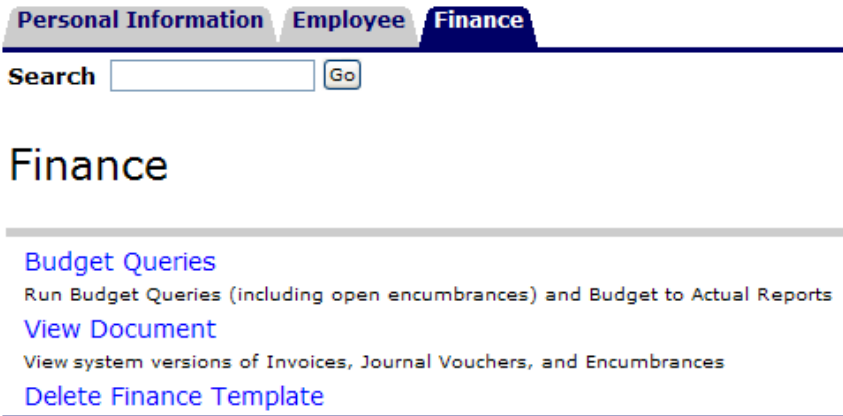 Personal Information Employee Finance
Search Go
Finance
Budget Queries
Run Budget Queries (including open encumbrances) and Budget to Actual Reports
View Document
View system versions of Invoices, Journal Vouchers, and Encumbrances
Delete Finance Template